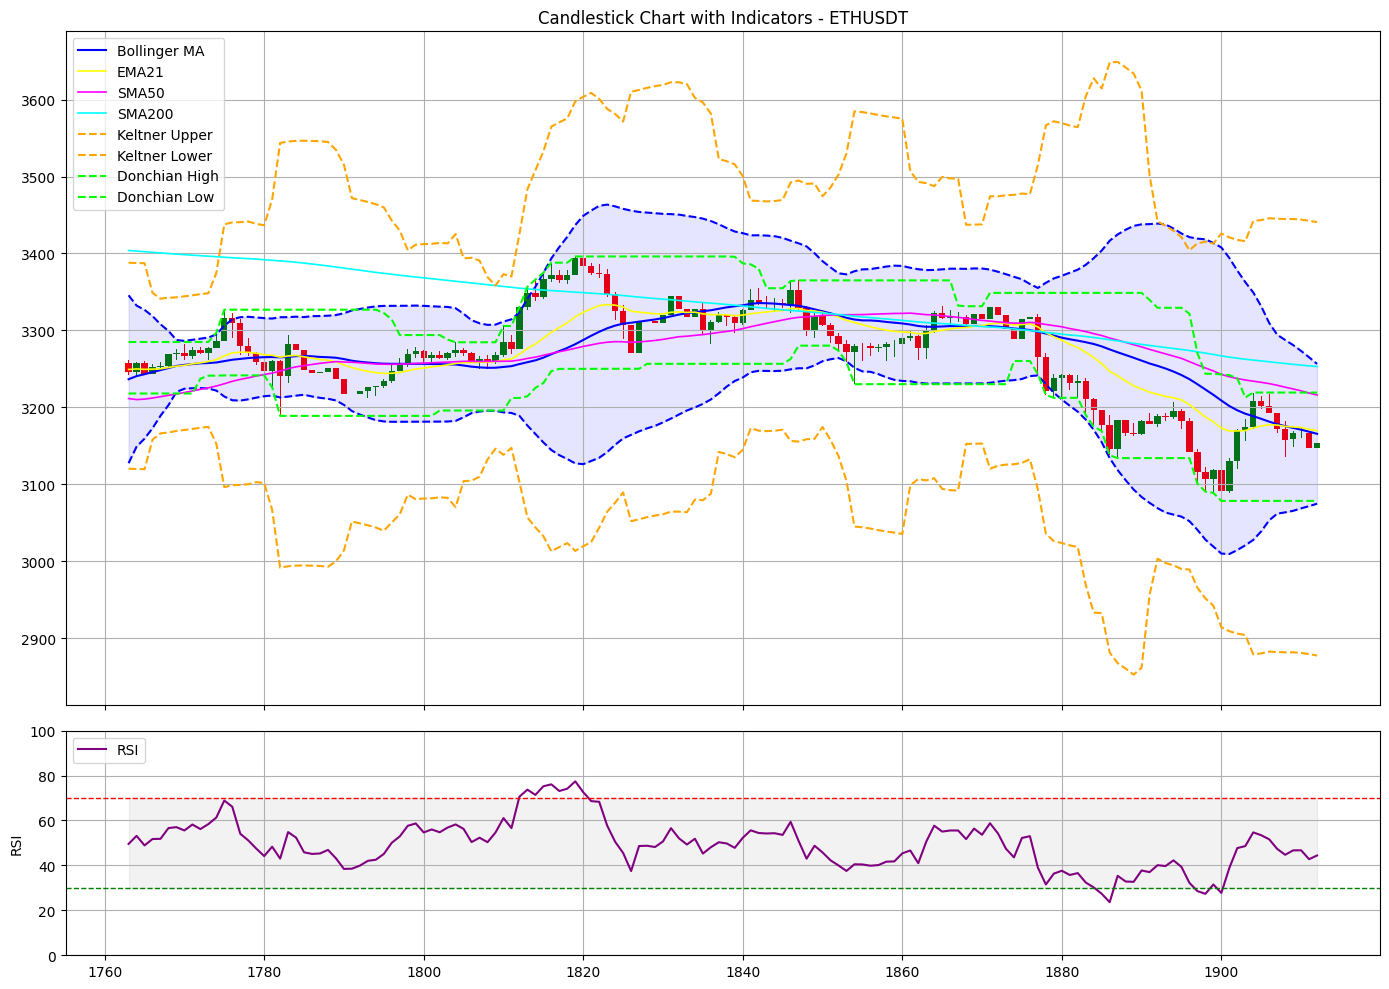 Candlestick Chart with Indicators - ETHUSDT
Bollinger MA
EMA21
SMA50
SMA200
Keltner Upper
Keltner Lower
Donchian High
Donchian Low
3600
3500
3400
3300
3200
3100
3000
2900
RSI
100
80
60
40
20
0
RSI
1760 1780 1800 1820 1840 1860 1880 1900